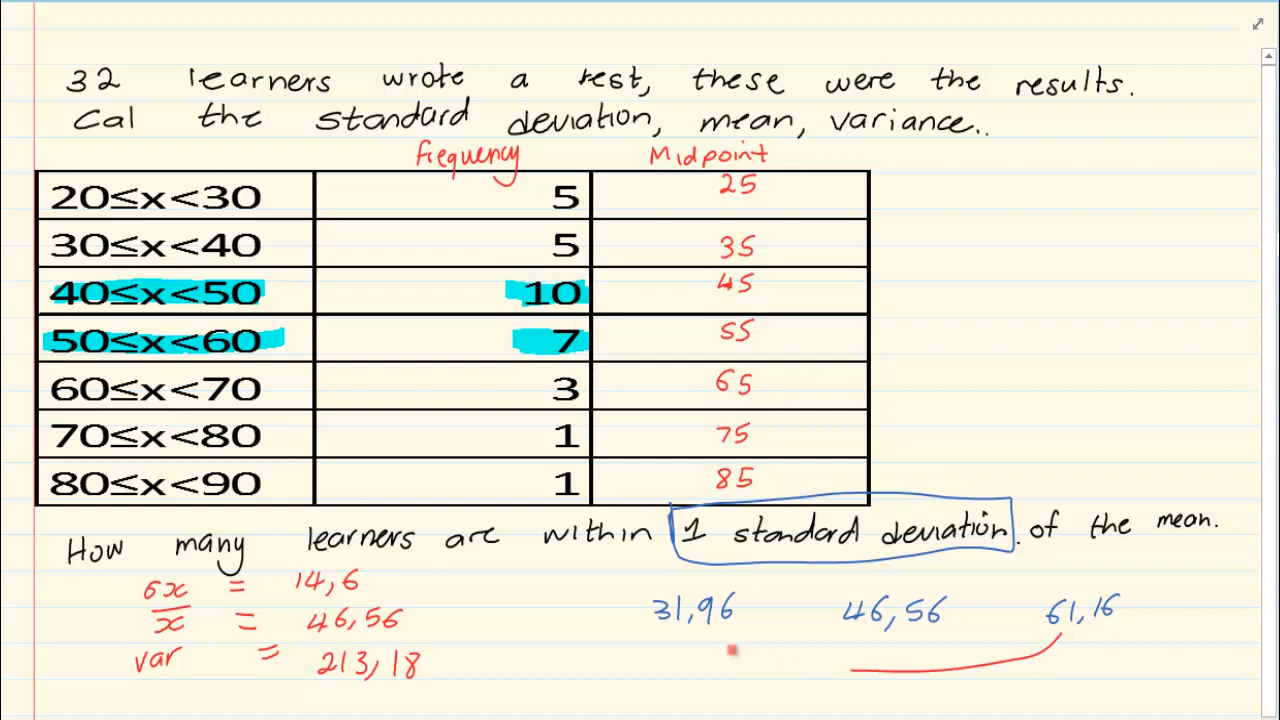 32 learners wrote a test, these were the results.
Cal the standard deviation, mean, variance..
Frequency Midpoint
20≤x<30 5 25
30≤x<40 5 35
40≤x<50 10 45
50≤x<60 7 55
60≤x<70 3 65
70≤x<80 1 75
80≤x<90 1 85
How many learners are within 1 standard deviation of the mean.
σx = 14,6
x̄ = 46,56
var = 213,18
31,96 46,56 61,16